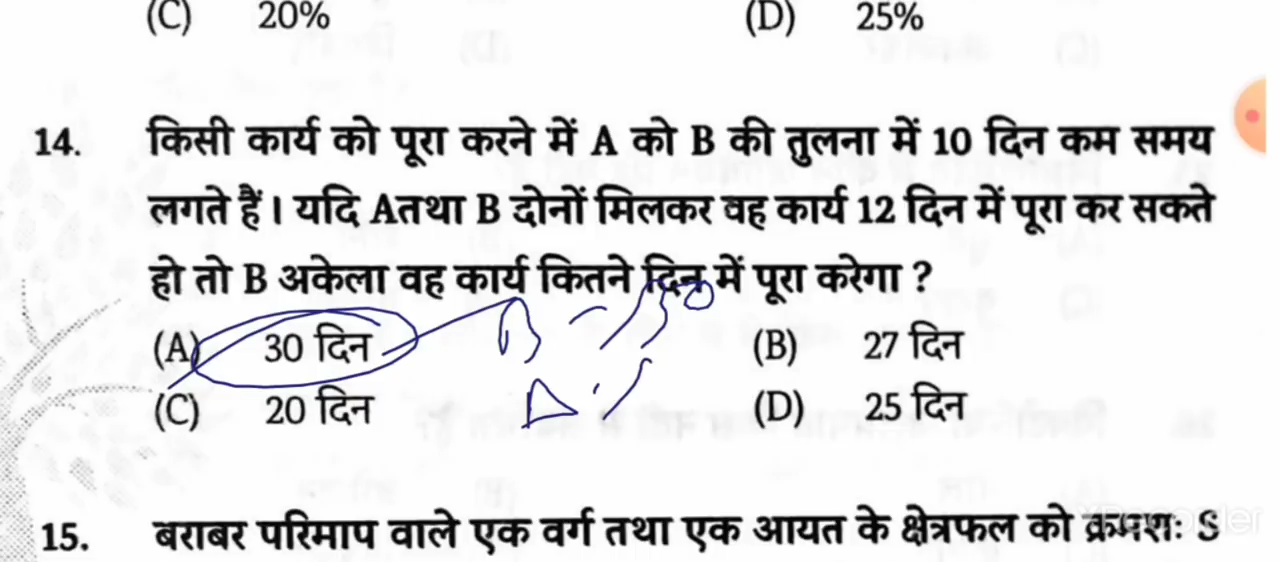 (C) 20% (D) 25%
14. किसी कार्य को पूरा करने में A को B की तुलना में 10 दिन कम समय
लगते हैं। यदि Aतथा B दोनों मिलकर वह कार्य 12 दिन में पूरा कर सकते
हो तो B अकेला वह कार्य कितने दिन में पूरा करेगा ?
(A) 30 दिन (B) 27 दिन
(C) 20 दिन (D) 25 दिन
15. बराबर परिमाप वाले एक वर्ग तथा एक आयत के क्षेत्रफल को क्रमशः S